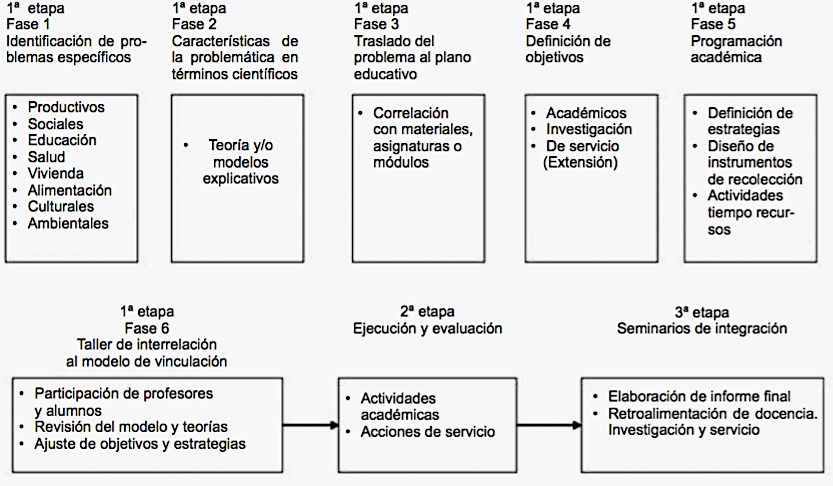 1ª etapa
Fase 1
Identificación de pro-
blemas específicos
• Productivos
• Sociales
• Educación
• Salud
• Vivienda
• Alimentación
• Culturales
• Ambientales
1ª etapa
Fase 2
Características de
la problemática en
términos científicos
• Teoría y/o
modelos
explicativos
1ª etapa
Fase 3
Traslado del
problema al plano
educativo
• Correlación
con materiales,
asignaturas o
módulos
1ª etapa
Fase 4
Definición de
objetivos
• Académicos
• Investigación
• De servicio
(Extensión)
1ª etapa
Fase 5
Programación
académica
• Definición de
estrategias
• Diseño de
instrumentos
de recolección
• Actividades
tiempo recur-
sos
1ª etapa
Fase 6
Taller de interrelación
al modelo de vinculación
• Participación de profesores
y alumnos
• Revisión del modelo y teorías
• Ajuste de objetivos y estrategias
2ª etapa
Ejecución y evaluación
• Actividades
académicas
• Acciones de servicio
3ª etapa
Seminarios de integración
• Elaboración de informe final
• Retroalimentación de docencia.
Investigación y servicio